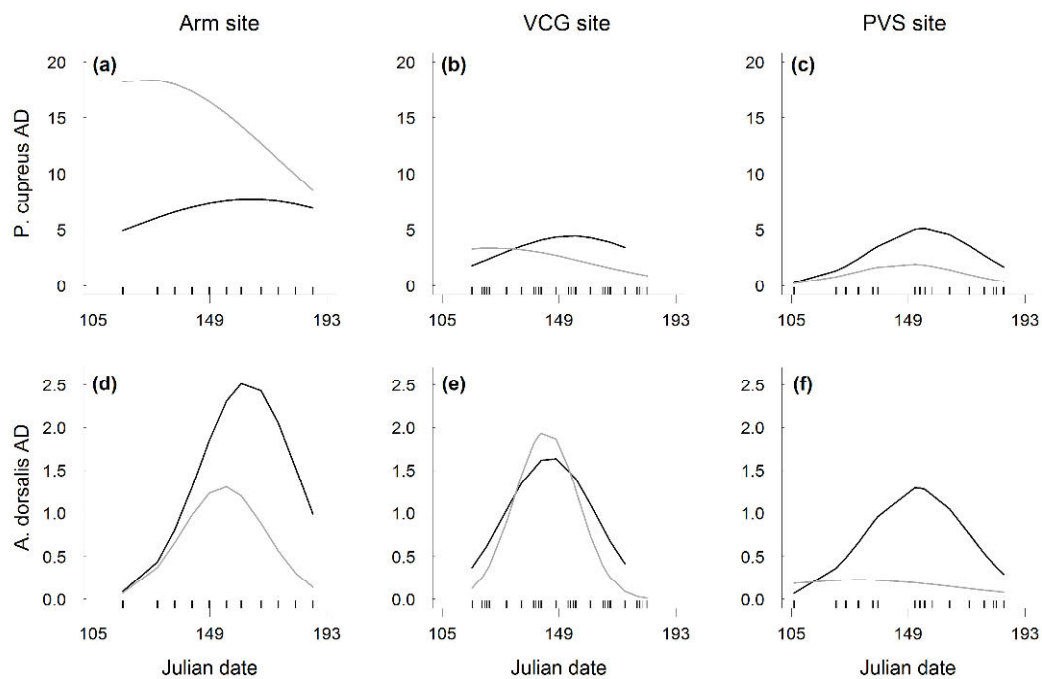 Arm site VCG site PVS site
(a) (b) (c)
P. cupreus AD
20 20 20
15 15 15
10 10 10
5 5 5
0 0 0
105 149 193 105 149 193 105 149 193
(d) (e) (f)
A. dorsalis AD
2.5 2.5 2.5
2.0 2.0 2.0
1.5 1.5 1.5
1.0 1.0 1.0
0.5 0.5 0.5
0.0 0.0 0.0
105 149 193 105 149 193 105 149 193
Julian date Julian date Julian date